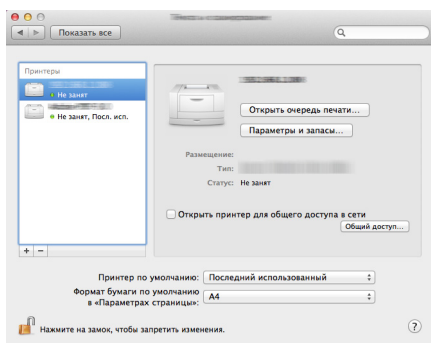 Показать все
Принтеры
Не занят
Не занят, Посл. исп.
Открыть очередь печати...
Параметры и запасы...
Размещение:
Тип:
Статус: Не занят
Открыть принтер для общего доступа в сети
Общий доступ...
+ −
Принтер по умолчанию: Последний использованный
Формат бумаги по умолчанию
в «Параметрах страницы»: A4
Нажмите на замок, чтобы запретить изменения.
?